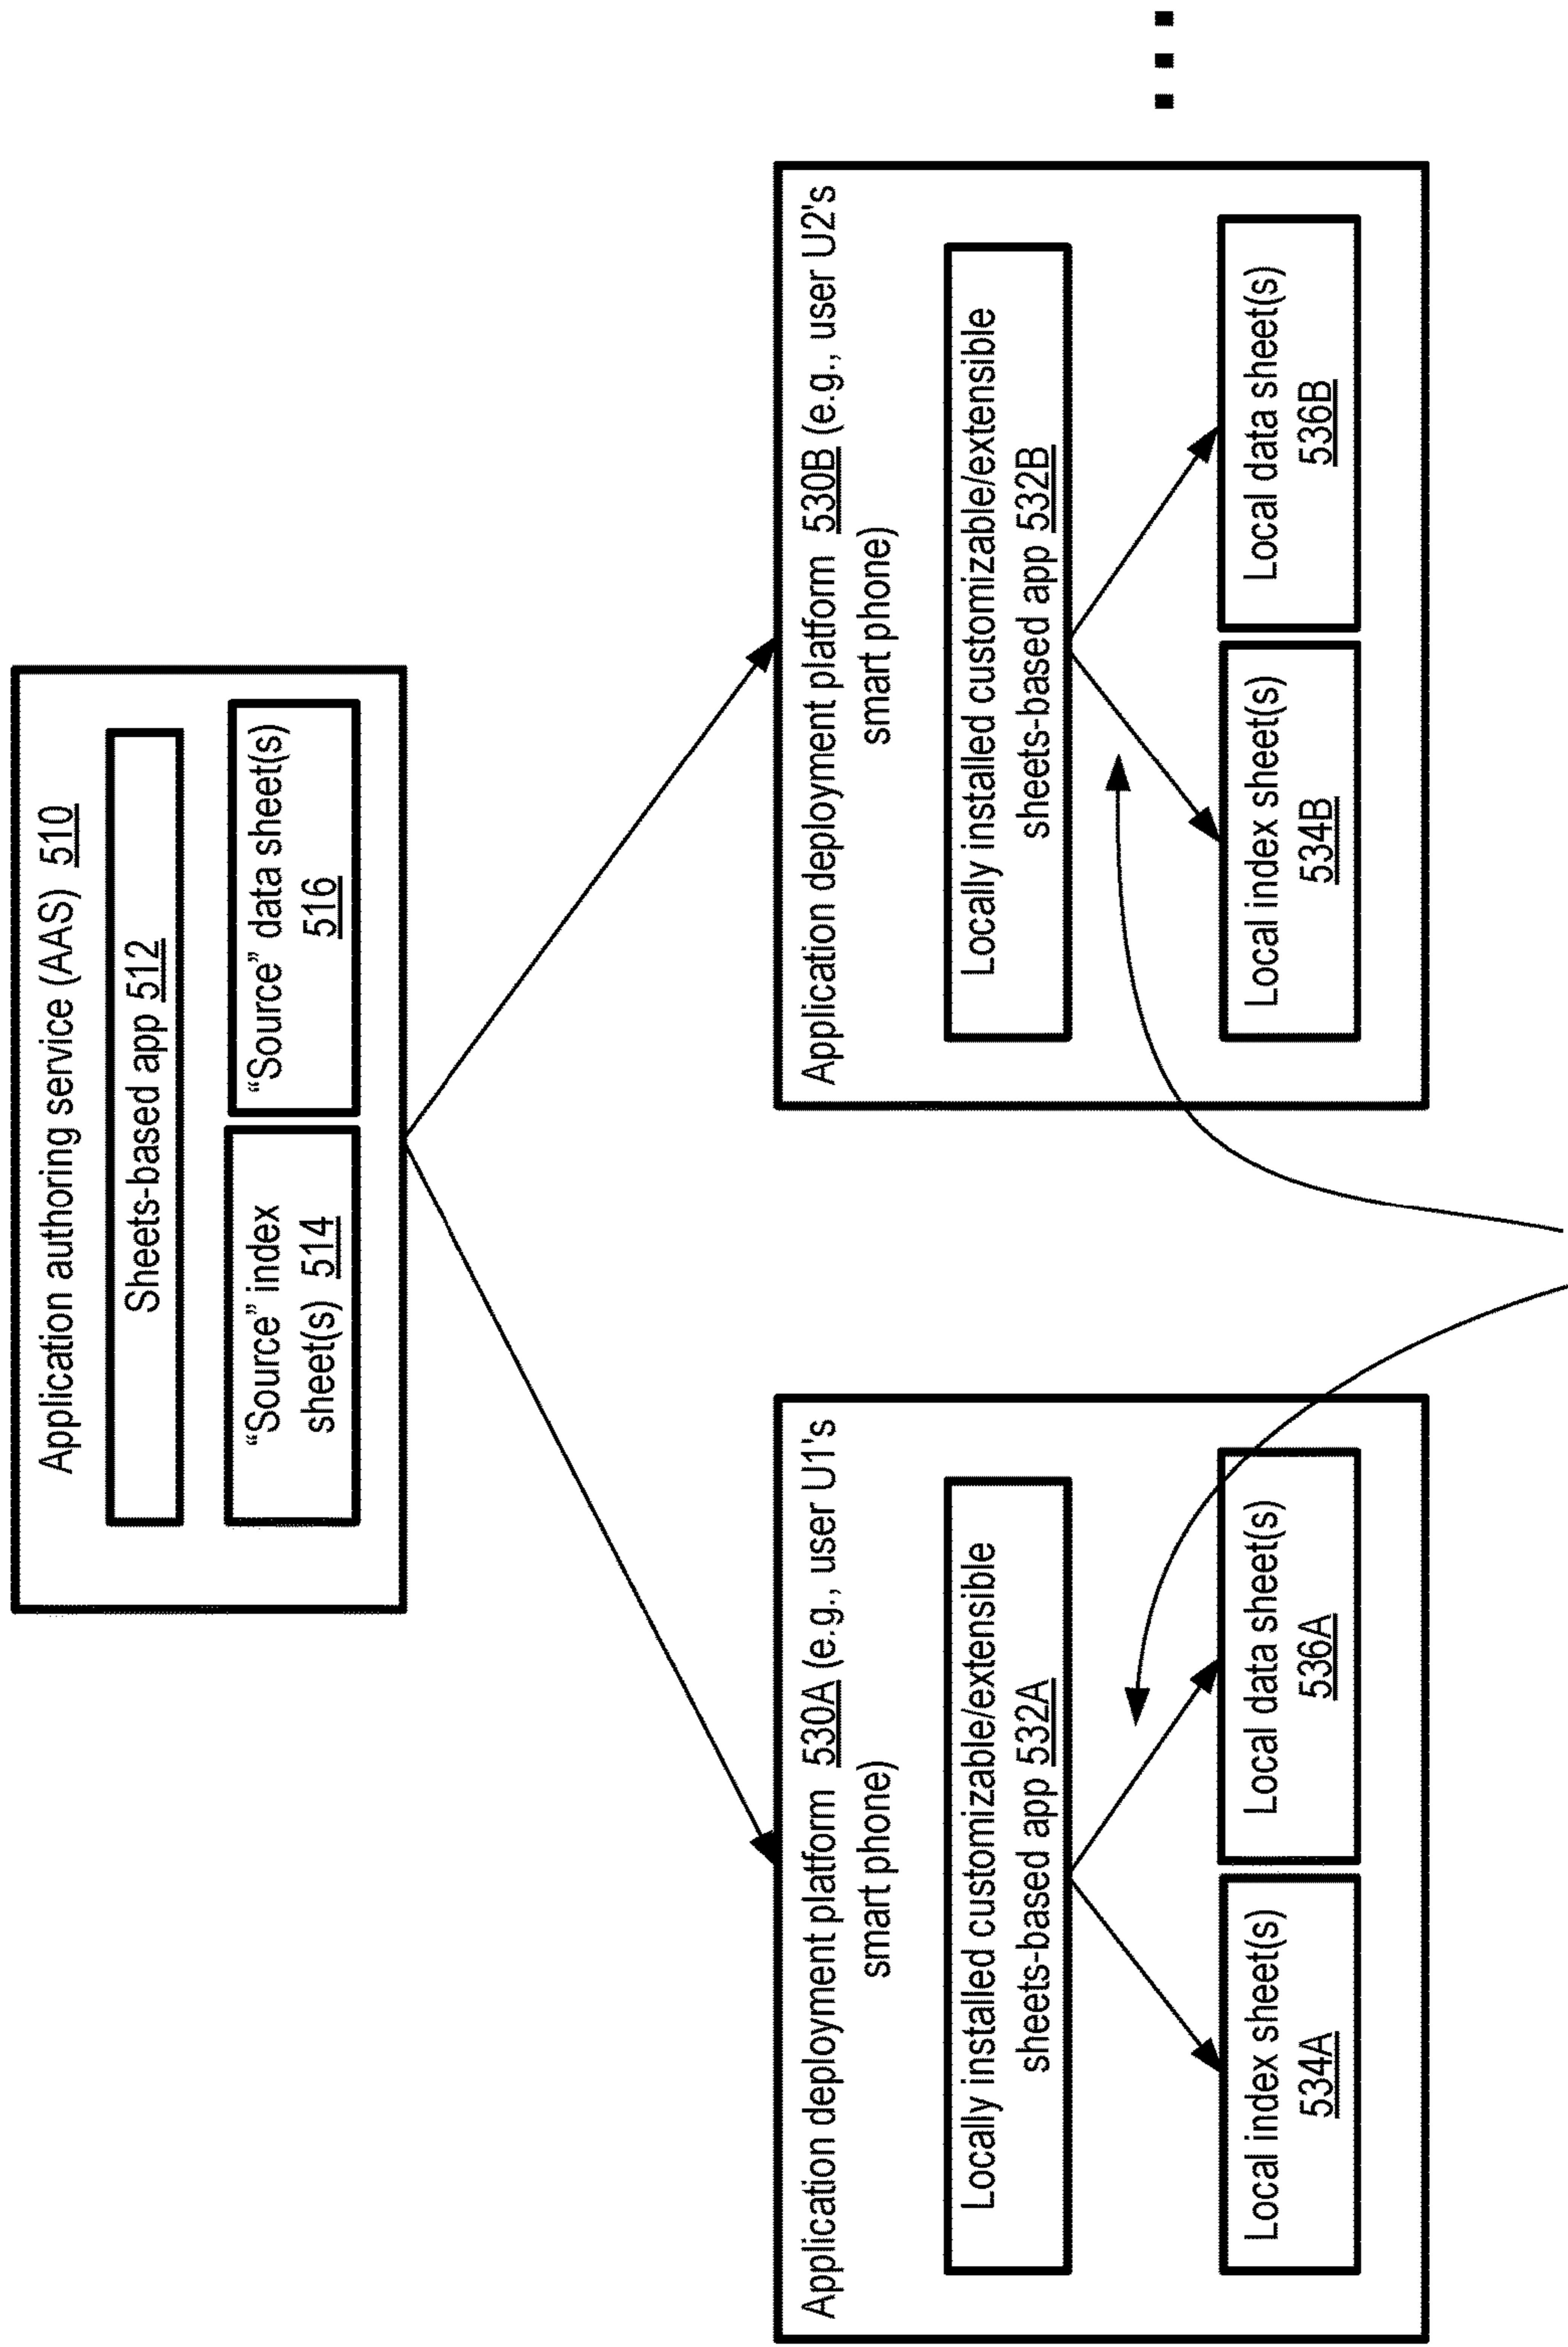 Application authoring service (AAS) 510
Sheets-based app 512
“Source” index
sheet(s) 514
“Source” data sheet(s)
516
Application deployment platform 530A (e.g., user U1's
smart phone)
Locally installed customizable/extensible
sheets-based app 532A
Local index sheet(s)
534A
Local data sheet(s)
536A
Application deployment platform 530B (e.g., user U2's
smart phone)
Locally installed customizable/extensible
sheets-based app 532B
Local index sheet(s)
534B
Local data sheet(s)
536B